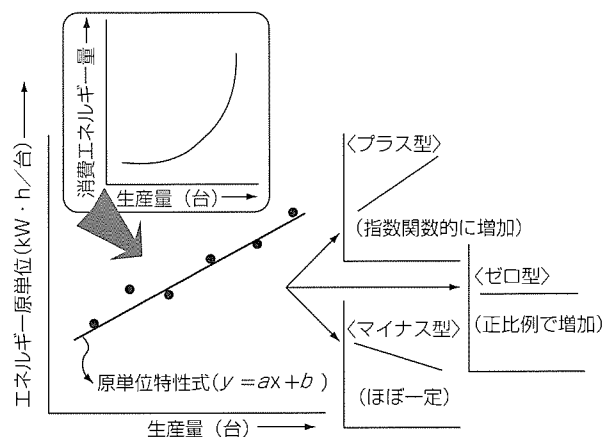 消費エネルギー量
生産量（台）
エネルギー原単位(kW・h／台)
原単位特性式(y＝ax＋b)
生産量（台）
〈プラス型〉
(指数関数的に増加)
〈ゼロ型〉
(正比例で増加)
〈マイナス型〉
(ほぼ一定)